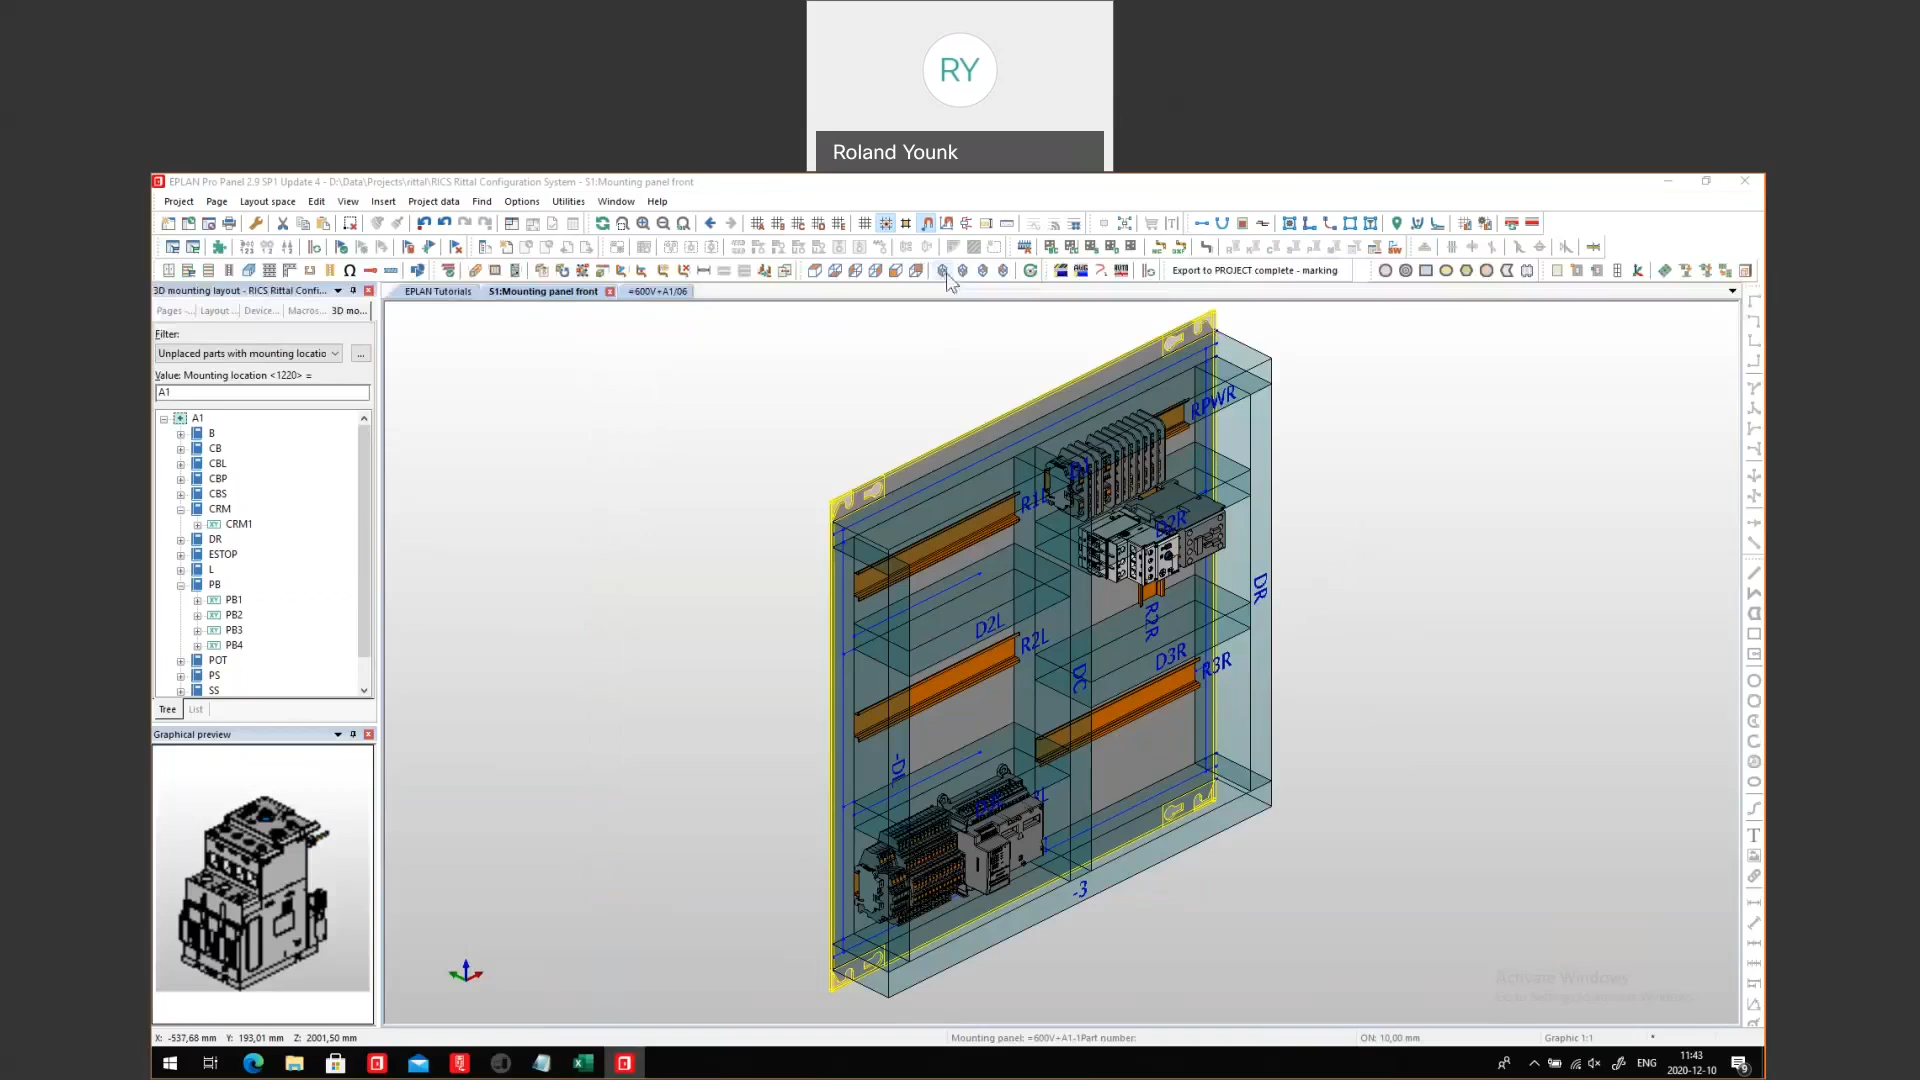 RY
Roland Younk
EPLAN Pro Panel 2.9 SP1 Update 4 - D:\Data\Projects\rittal\RICS Rittal Configuration System - S1:Mounting panel front
Project Page Layout space Edit View Insert Project data Find Options Utilities Window Help
Export to PROJECT complete - marking
3D mounting layout - RICS Rittal Confi...
EPLAN Tutorials S1:Mounting panel front =600V+A1/06
Pages -... Layout ... Device... Macros... 3D mo...
Filter:
Unplaced parts with mounting locatio
...
Value: Mounting location <1220> =
A1
A1
B
CB
CBL
CBP
CBS
CRM
CRM1
DR
ESTOP
L
PB
PB1
PB2
PB3
PB4
POT
PS
SS
Tree List
Graphical preview
RPWR
R1L
D2R
D2L
R2L
R2R
DR
D3R
R3R
DC
-3
Activate Windows
X: -537,68 mm Y: 193,01 mm Z: 2001,50 mm
Mounting panel: =600V+A1-1Part number:
ON: 10,00 mm
Graphic 1:1
*
ENG
11:43
2020-12-10